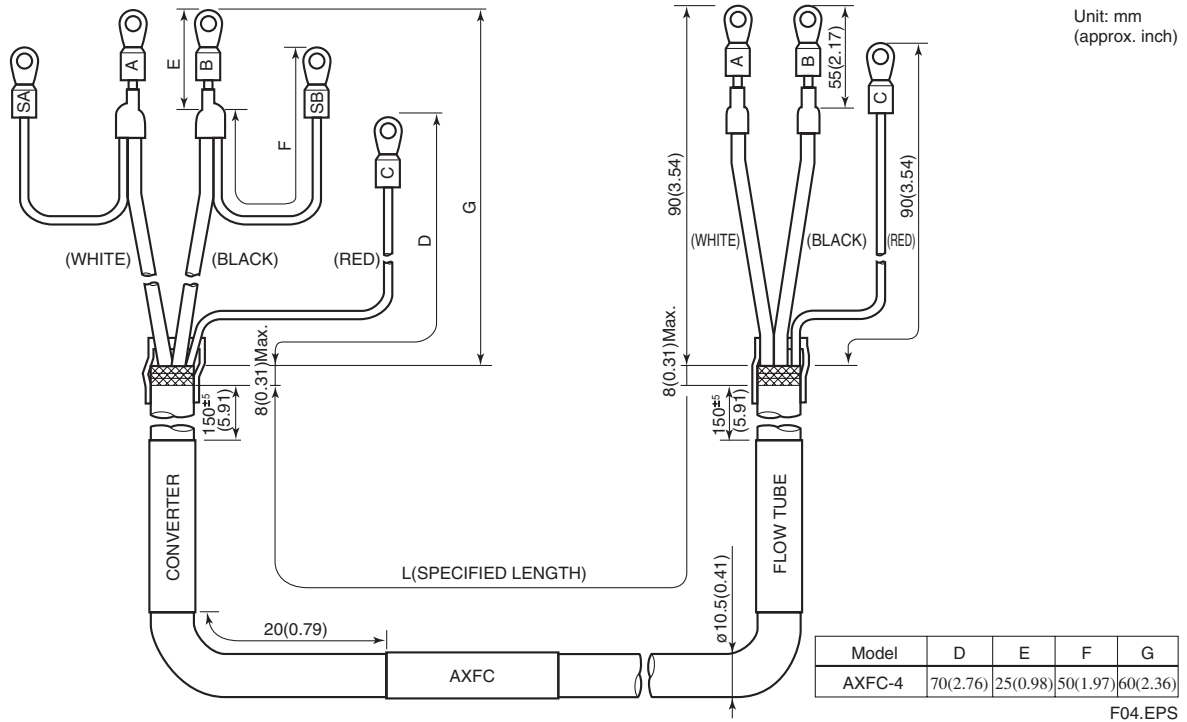 Unit: mm
(approx. inch)
SA
A
B
SB
C
E
F
D
G
(WHITE)
(BLACK)
(RED)
8(0.31)Max.
150±5
(5.91)
CONVERTER
20(0.79)
AXFC
L(SPECIFIED LENGTH)
A
B
C
55(2.17)
90(3.54)
90(3.54)
(WHITE)
(BLACK)
(RED)
8(0.31)Max.
150±5
(5.91)
FLOW TUBE
ø10.5(0.41)
Model D E F G
AXFC-4 70(2.76) 25(0.98) 50(1.97) 60(2.36)
F04.EPS